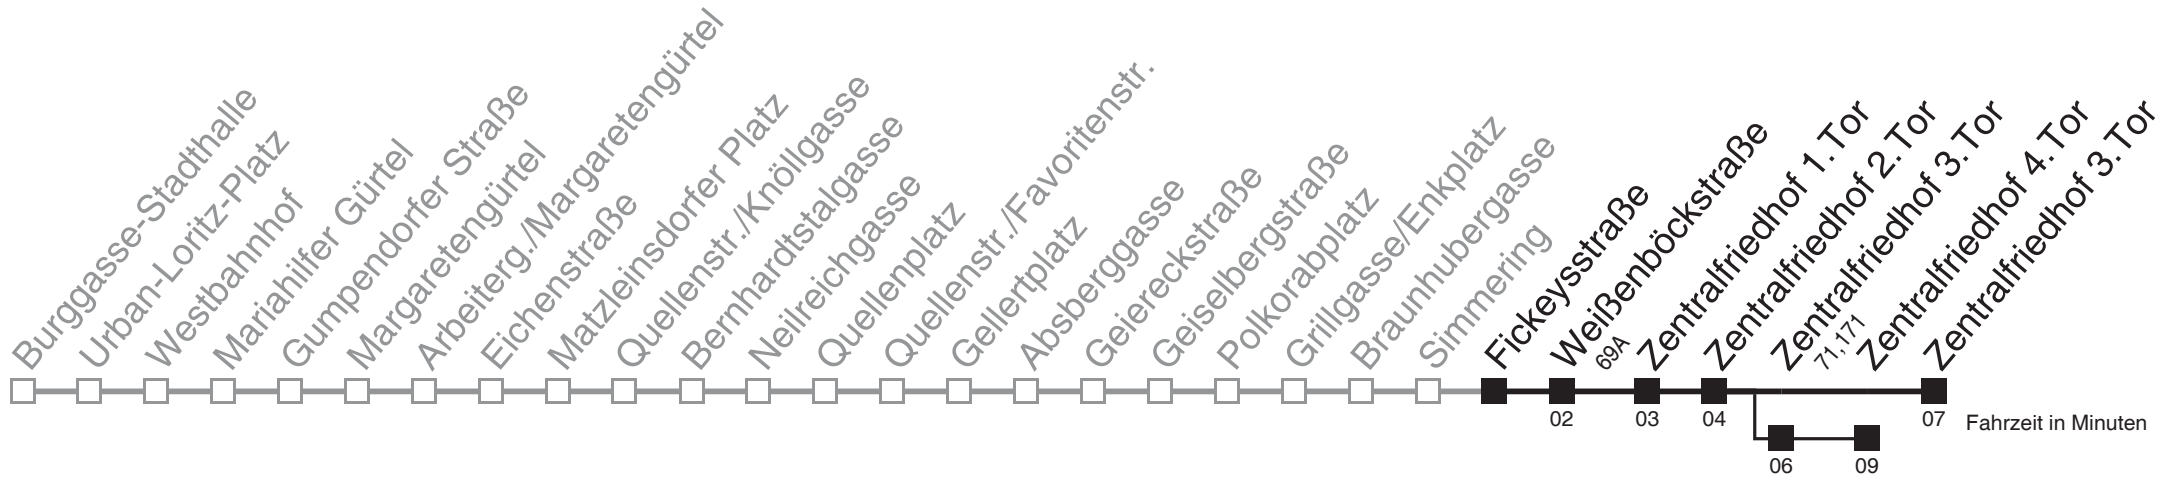 Burggasse-Stadthalle
Urban-Loritz-Platz
Westbahnhof
Mariahilfer Gürtel
Gumpendorfer Straße
Margaretengürtel
Arbeiterg./Margaretengürtel
Eichenstraße
Matzleinsdorfer Platz
Quellenstr./Knöllgasse
Bernhardtstalgasse
Neilreichgasse
Quellenplatz
Quellenstr./Favoritenstr.
Gellertplatz
Absberggasse
Geiereckstraße
Geiselbergstraße
Polkorabplatz
Grillgasse/Enkplatz
Braunhubergasse
Simmering
Fickeysstraße
Weißenböckstraße
69A
Zentralfriedhof 1.Tor
Zentralfriedhof 2.Tor
Zentralfriedhof 3.Tor
71,171
Zentralfriedhof 4.Tor
Zentralfriedhof 3.Tor
02
03
04
07
Fahrzeit in Minuten
06
09